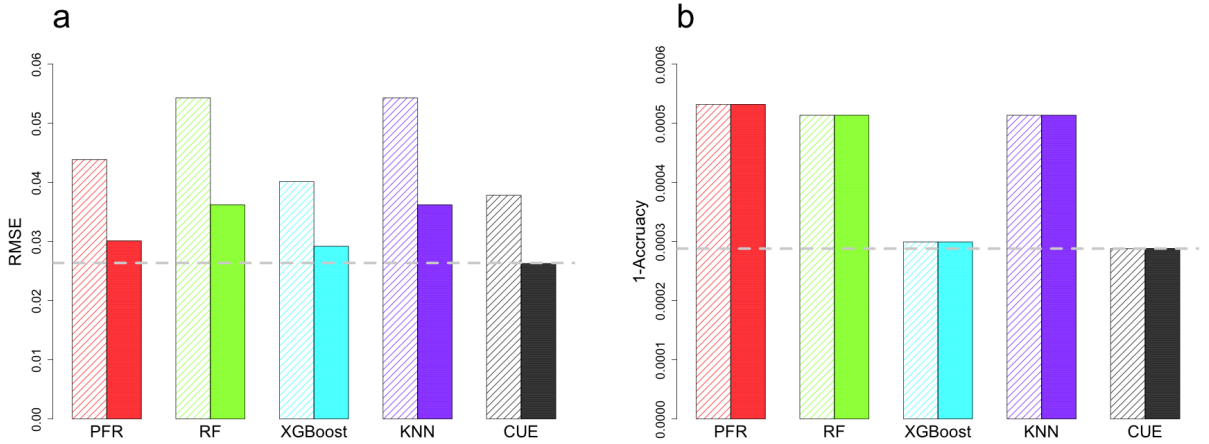 a
RMSE
0.00
0.01
0.02
0.03
0.04
0.05
0.06
PFR
RF
XGBoost
KNN
CUE
b
1-Accruacy
0.0000
0.0001
0.0002
0.0003
0.0004
0.0005
0.0006
PFR
RF
XGBoost
KNN
CUE